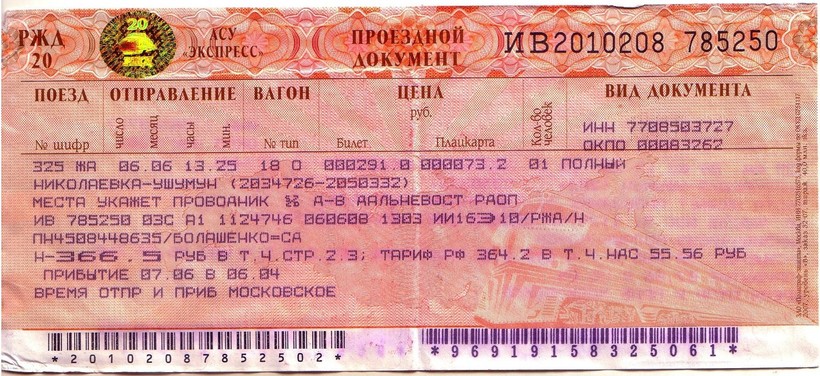 РЖД 20 АСУ «ЭКСПРЕСС» ПРОЕЗДНОЙ ДОКУМЕНТ ИВ2010208 785250
20
ПОЕЗД ОТПРАВЛЕНИЕ ВАГОН ЦЕНА ВИД ДОКУМЕНТА
руб.
№ шифр число месяц часы мин. № тип Билет Плацкарта Кол-во человек
ИНН 7708503727
ОКПО 00083262
325 ЖА 06.06 13.25 18 О 000291.0 000073.2 01 ПОЛНЫЙ
НИКОЛАЕВКА-УШУМУН (2034726-2050332)
МЕСТА УКАЖЕТ ПРОВОДНИК Ж А-В ДАЛЬНЕВОСТ РАОП
ИВ 785250 03С А1 1124746 060608 1303 ИИ16Э10/РЖА/Н
ПН4508448635/БОЛАШЕНКО=СА
Н-366.5 РУБ В Т.Ч.СТР.2.3; ТАРИФ РФ 364.2 В Т.Ч.НАС 55.56 РУБ
ПРИБЫТИЕ 07.06 В 06.04
ВРЕМЯ ОТПР И ПРИБ МОСКОВСКОЕ
*20102087852502* *96919158325061*